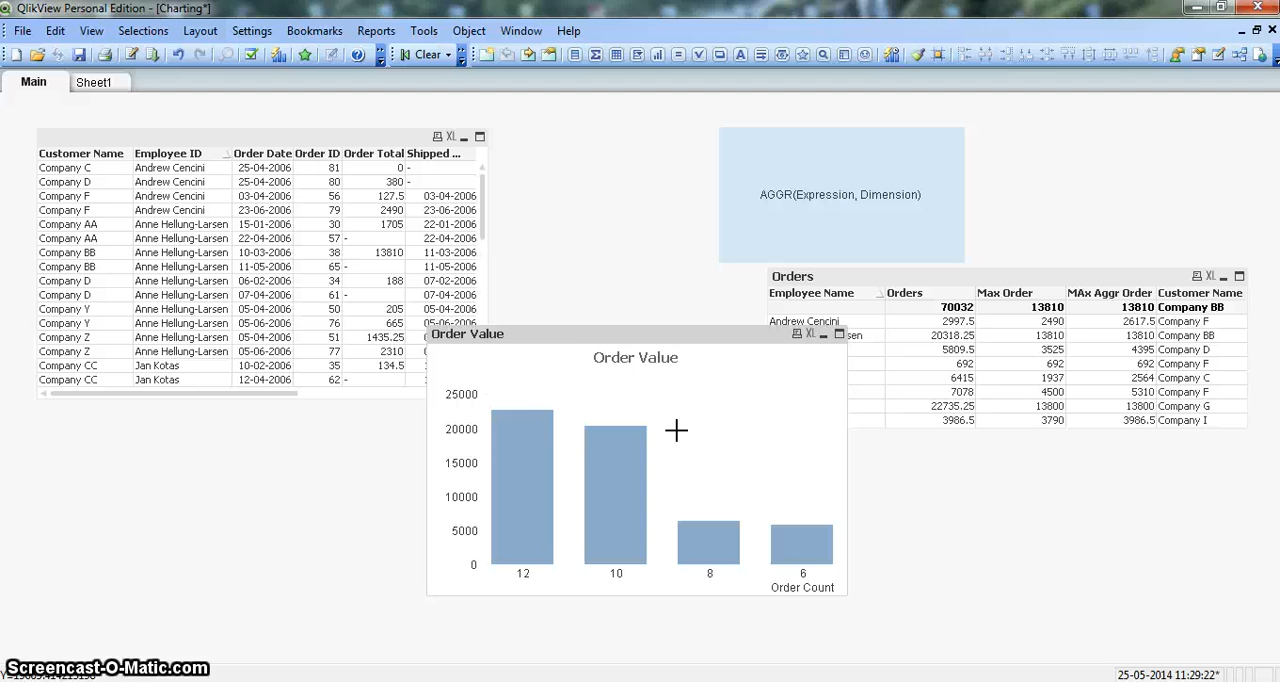 QlikView Personal Edition - [Charting*]
File Edit View Selections Layout Settings Bookmarks Reports Tools Object Window Help
Clear
Main Sheet1
XL
Customer Name Employee ID Order Date Order ID Order Total Shipped ...
Company C Andrew Cencini 25-04-2006 81 0 -
Company D Andrew Cencini 25-04-2006 80 380 -
Company F Andrew Cencini 03-04-2006 56 127.5 03-04-2006
Company F Andrew Cencini 23-06-2006 79 2490 23-06-2006
Company AA Anne Hellung-Larsen 15-01-2006 30 1705 22-01-2006
Company AA Anne Hellung-Larsen 22-04-2006 57 - 22-04-2006
Company BB Anne Hellung-Larsen 10-03-2006 38 13810 11-03-2006
Company BB Anne Hellung-Larsen 11-05-2006 65 - 11-05-2006
Company D Anne Hellung-Larsen 06-02-2006 34 188 07-02-2006
Company D Anne Hellung-Larsen 07-04-2006 61 - 07-04-2006
Company Y Anne Hellung-Larsen 05-04-2006 50 205 05-04-2006
Company Y Anne Hellung-Larsen 05-06-2006 76 665 05-06-2006
Company Z Anne Hellung-Larsen 05-04-2006 51 1435.25
Company Z Anne Hellung-Larsen 05-06-2006 77 2310
Company CC Jan Kotas 10-02-2006 35 134.5
Company CC Jan Kotas 12-04-2006 62 -
AGGR(Expression, Dimension)
Orders XL
Employee Name Orders Max Order MAx Aggr Order Customer Name
70032 13810 13810 Company BB
Andrew Cencini 2997.5 2490 2617.5 Company F
sen 20318.25 13810 13810 Company BB
5809.5 3525 4395 Company D
692 692 692 Company F
6415 1937 2564 Company C
7078 4500 5310 Company F
22735.25 13800 13800 Company G
3986.5 3790 3986.5 Company I
Order Value XL
Order Value
25000
20000
15000
10000
5000
0
12 10 8 6
Order Count
Screencast-O-Matic.com
25-05-2014 11:29:22*